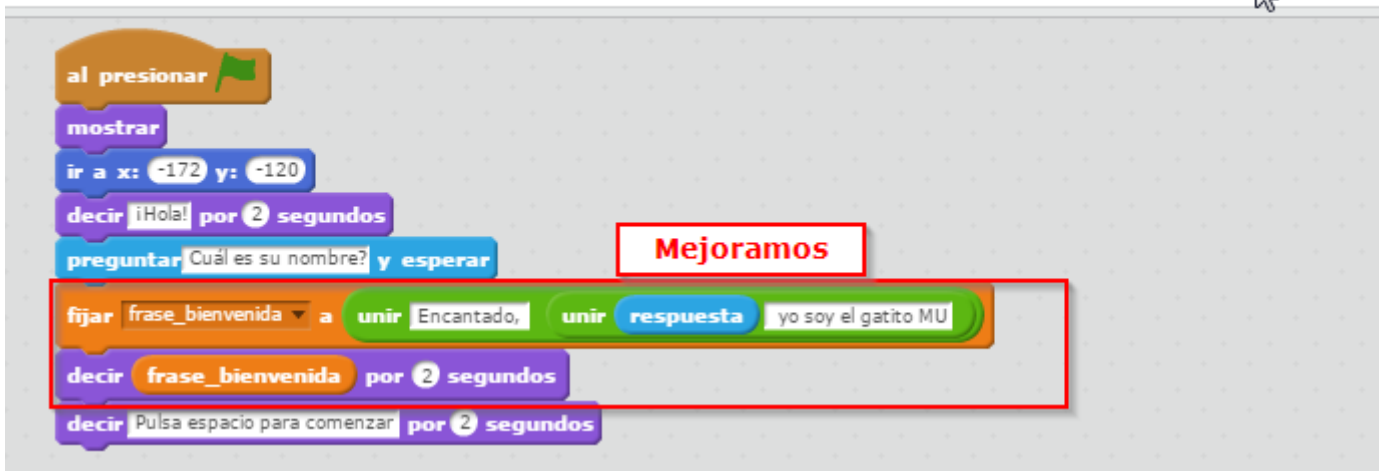 al presionar
mostrar
ir a x: -172 y: -120
decir ¡Hola! por 2 segundos
preguntar Cuál es su nombre? y esperar
Mejoramos
fijar frase_bienvenida a unir Encantado, unir respuesta yo soy el gatito MU
decir frase_bienvenida por 2 segundos
decir Pulsa espacio para comenzar por 2 segundos